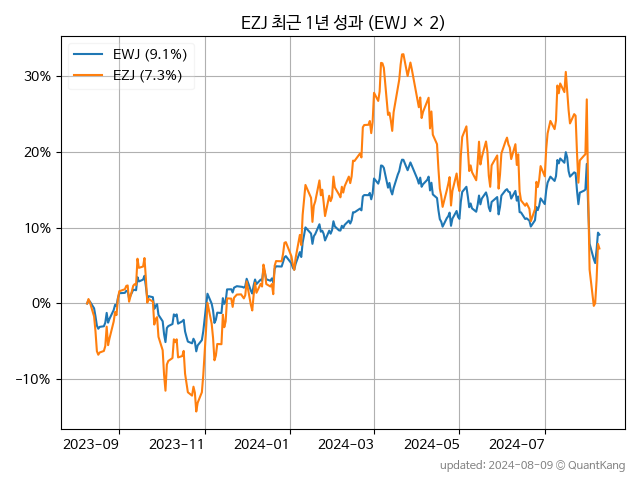 EZJ 최근 1년 성과 (EWJ × 2)
EWJ (9.1%)
EZJ (7.3%)
30%
20%
10%
0%
−10%
2023-09 2023-11 2024-01 2024-03 2024-05 2024-07
updated: 2024-08-09 © QuantKang